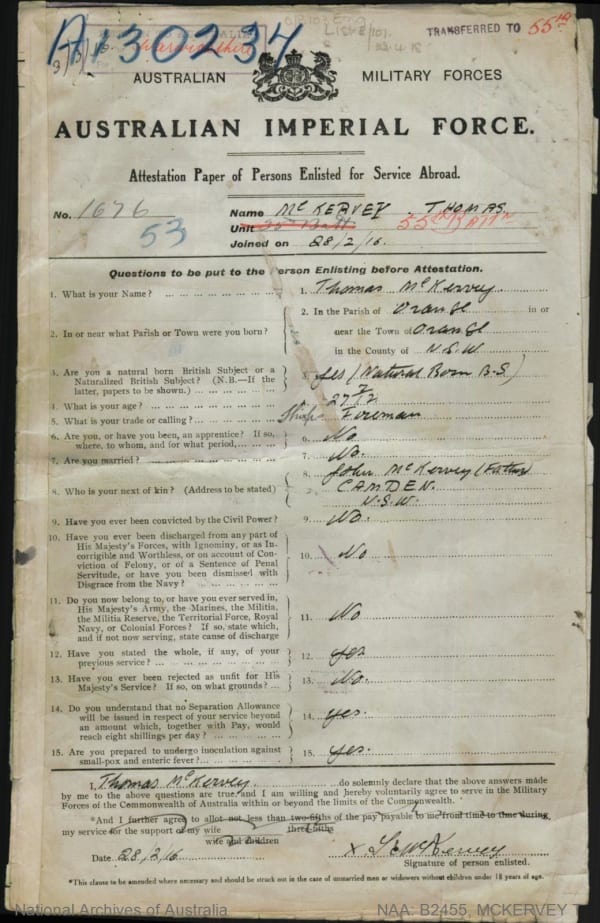 A130234
TRANSFERRED TO 55th
Warwickshire
AUSTRALIAN MILITARY FORCES
AUSTRALIAN IMPERIAL FORCE.
Attestation Paper of Persons Enlisted for Service Abroad.
No. 1676 Name McKERVEY . THOMAS
53 Unit 55th BATTN
Joined on 28/2/16.
Questions to be put to the Person Enlisting before Attestation.
1. What is your Name? 1. Thomas McKervey
2. In or near what Parish or Town were you born? 2. In the Parish of Orange in or
near the Town of Orange
in the County of N.S.W.
3. Are you a natural born British Subject or a
Naturalized British Subject? (N.B.—If the
latter, papers to be shown.) 3. Yes (Natural Born B.S.)
4. What is your age? 4. 27 7/12
5. What is your trade or calling? 5. Ships Fireman
6. Are you, or have you been, an apprentice? If so,
where, to whom, and for what period, 6. No
7. Are you married? 7. No.
8. Who is your next of kin? (Address to be stated) 8. John McKervey (Father)
CAMDEN.
N.S.W.
9. Have you ever been convicted by the Civil Power? 9. No.
10. Have you ever been discharged from any part of
His Majesty's Forces, with Ignominy, or as In-
corrigible and Worthless, or on account of Con-
viction of Felony, or of a Sentence of Penal
Servitude, or have you been dismissed with
Disgrace from the Navy? 10. No
11. Do you now belong to, or have you ever served in,
His Majesty's Army, the Marines, the Militia,
the Militia Reserve, the Territorial Force, Royal
Navy, or Colonial Forces? If so, state which,
and if not now serving, state cause of discharge 11. No
12. Have you stated the whole, if any, of your
previous service? 12. Yes
13. Have you ever been rejected as unfit for His
Majesty's Service? If so, on what grounds? 13. No.
14. Do you understand that no Separation Allowance
will be issued in respect of your service beyond
an amount which, together with Pay, would
reach eight shillings per day? 14. Yes.
15. Are you prepared to undergo inoculation against
small-pox and enteric fever? 15. Yes.
I, Thomas McKervey do solemnly declare that the above answers made
by me to the above questions are true, and I am willing and hereby voluntarily agree to serve in the Military
Forces of the Commonwealth of Australia within or beyond the limits of the Commonwealth.
*And I further agree to allot not less than two-fifths of the pay payable to me from time to time during
my service for the support of my wife three-fifths
wife and children
Date 28/2/16 x T. McKervey
Signature of person enlisted.
*This clause to be amended where necessary and should be struck out in the case of unmarried men or widowers without children under 18 years of age.
National Archives of Australia NAA: B2455, MCKERVEY T